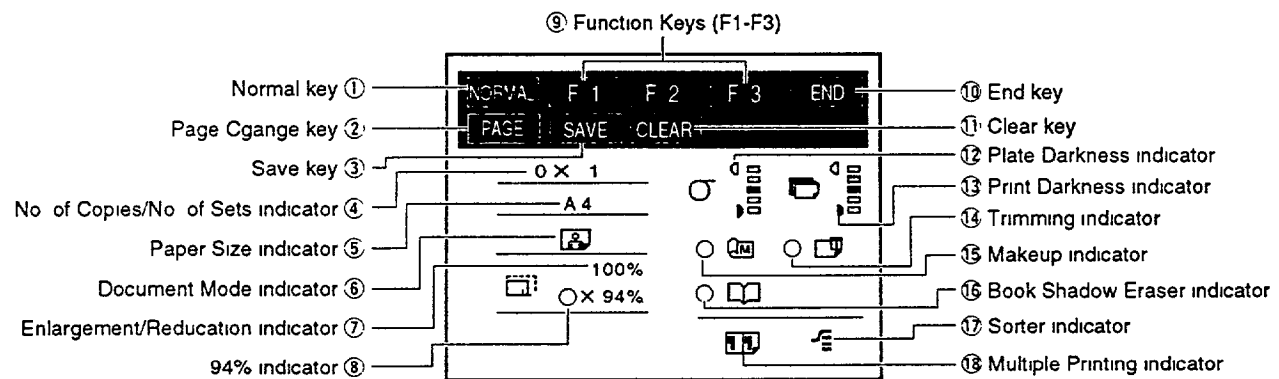 ⑨ Function Keys (F1-F3)
Normal key ①
Page Cgange key ②
Save key ③
No of Copies/No of Sets indicator ④
Paper Size indicator ⑤
Document Mode indicator ⑥
Enlargement/Reducation indicator ⑦
94% indicator ⑧
NORMAL F 1 F 2 F 3 END
PAGE SAVE CLEAR
0 × 1
A 4
100%
× 94%
M
⑩ End key
⑪ Clear key
⑫ Plate Darkness indicator
⑬ Print Darkness indicator
⑭ Trimming indicator
⑮ Makeup indicator
⑯ Book Shadow Eraser indicator
⑰ Sorter indicator
⑱ Multiple Printing indicator